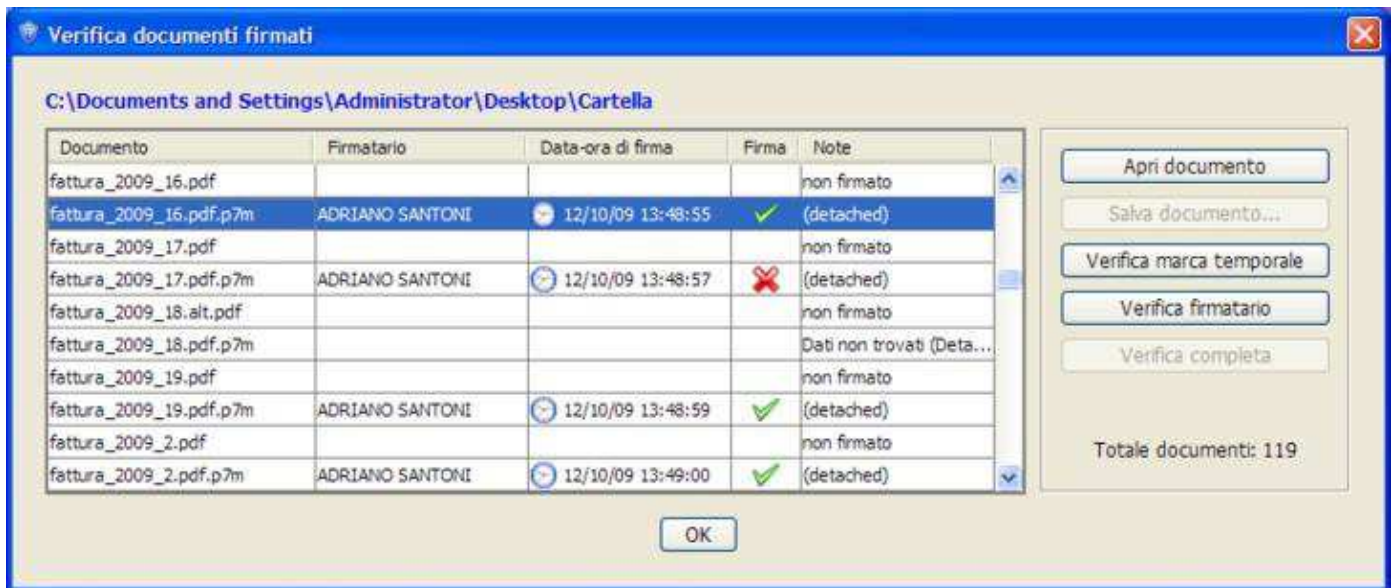 Verifica documenti firmati
C:\Documents and Settings\Administrator\Desktop\Cartella
Documento Firmatario Data-ora di firma Firma Note
fattura_2009_16.pdf non firmato
fattura_2009_16.pdf.p7m ADRIANO SANTONI 12/10/09 13:48:55 (detached)
fattura_2009_17.pdf non firmato
fattura_2009_17.pdf.p7m ADRIANO SANTONI 12/10/09 13:48:57 (detached)
fattura_2009_18.alt.pdf non firmato
fattura_2009_18.pdf.p7m Dati non trovati (Deta...
fattura_2009_19.pdf non firmato
fattura_2009_19.pdf.p7m ADRIANO SANTONI 12/10/09 13:48:59 (detached)
fattura_2009_2.pdf non firmato
fattura_2009_2.pdf.p7m ADRIANO SANTONI 12/10/09 13:49:00 (detached)
Apri documento
Salva documento...
Verifica marca temporale
Verifica firmatario
Verifica completa
Totale documenti: 119
OK